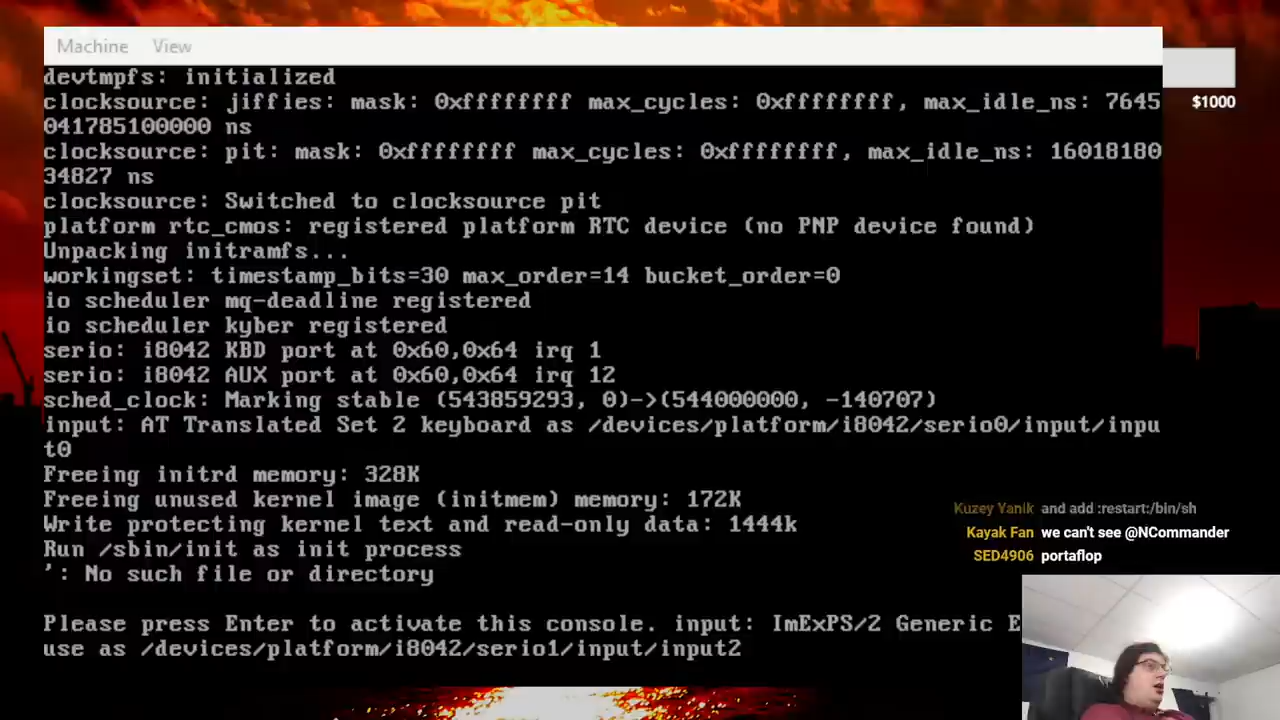 Machine View
devtmpfs: initialized
clocksource: jiffies: mask: 0xffffffff max_cycles: 0xffffffff, max_idle_ns: 7645
041785100000 ns
$1000
clocksource: pit: mask: 0xffffffff max_cycles: 0xffffffff, max_idle_ns: 16018180
34827 ns
clocksource: Switched to clocksource pit
platform rtc_cmos: registered platform RTC device (no PNP device found)
Unpacking initramfs...
workingset: timestamp_bits=30 max_order=14 bucket_order=0
io scheduler mq-deadline registered
io scheduler kyber registered
serio: i8042 KBD port at 0x60,0x64 irq 1
serio: i8042 AUX port at 0x60,0x64 irq 12
sched_clock: Marking stable (543859293, 0)->(544000000, -140707)
input: AT Translated Set 2 keyboard as /devices/platform/i8042/serio0/input/inpu
t0
Freeing initrd memory: 328K
Freeing unused kernel image (initmem) memory: 172K
Write protecting kernel text and read-only data: 1444k
Run /sbin/init as init process
': No such file or directory
Please press Enter to activate this console. input: ImExPS/2 Generic E
use as /devices/platform/i8042/serio1/input/input2
Kuzey Yanik and add :restart:/bin/sh
Kayak Fan we can't see @NCommander
SED4906 portaflop